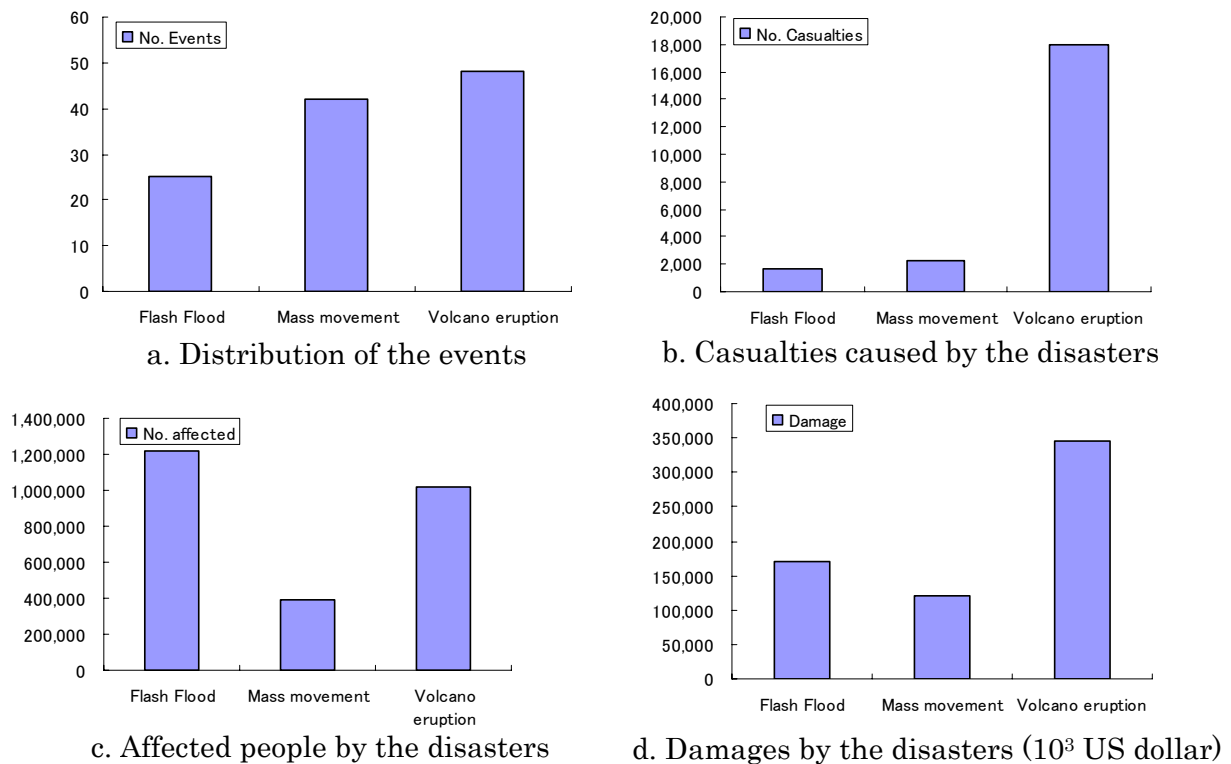 60
50
40
30
20
10
0
No. Events
Flash Flood Mass movement Volcano eruption
a. Distribution of the events
20,000
18,000
16,000
14,000
12,000
10,000
8,000
6,000
4,000
2,000
0
No. Casualties
Flash Flood Mass movement Volcano eruption
b. Casualties caused by the disasters
1,400,000
1,200,000
1,000,000
800,000
600,000
400,000
200,000
0
No. affected
Flash Flood Mass movement Volcano
eruption
c. Affected people by the disasters
400,000
350,000
300,000
250,000
200,000
150,000
100,000
50,000
0
Damage
Flash Flood Mass movement Volcano eruption
d. Damages by the disasters (10³ US dollar)